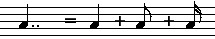 = + +